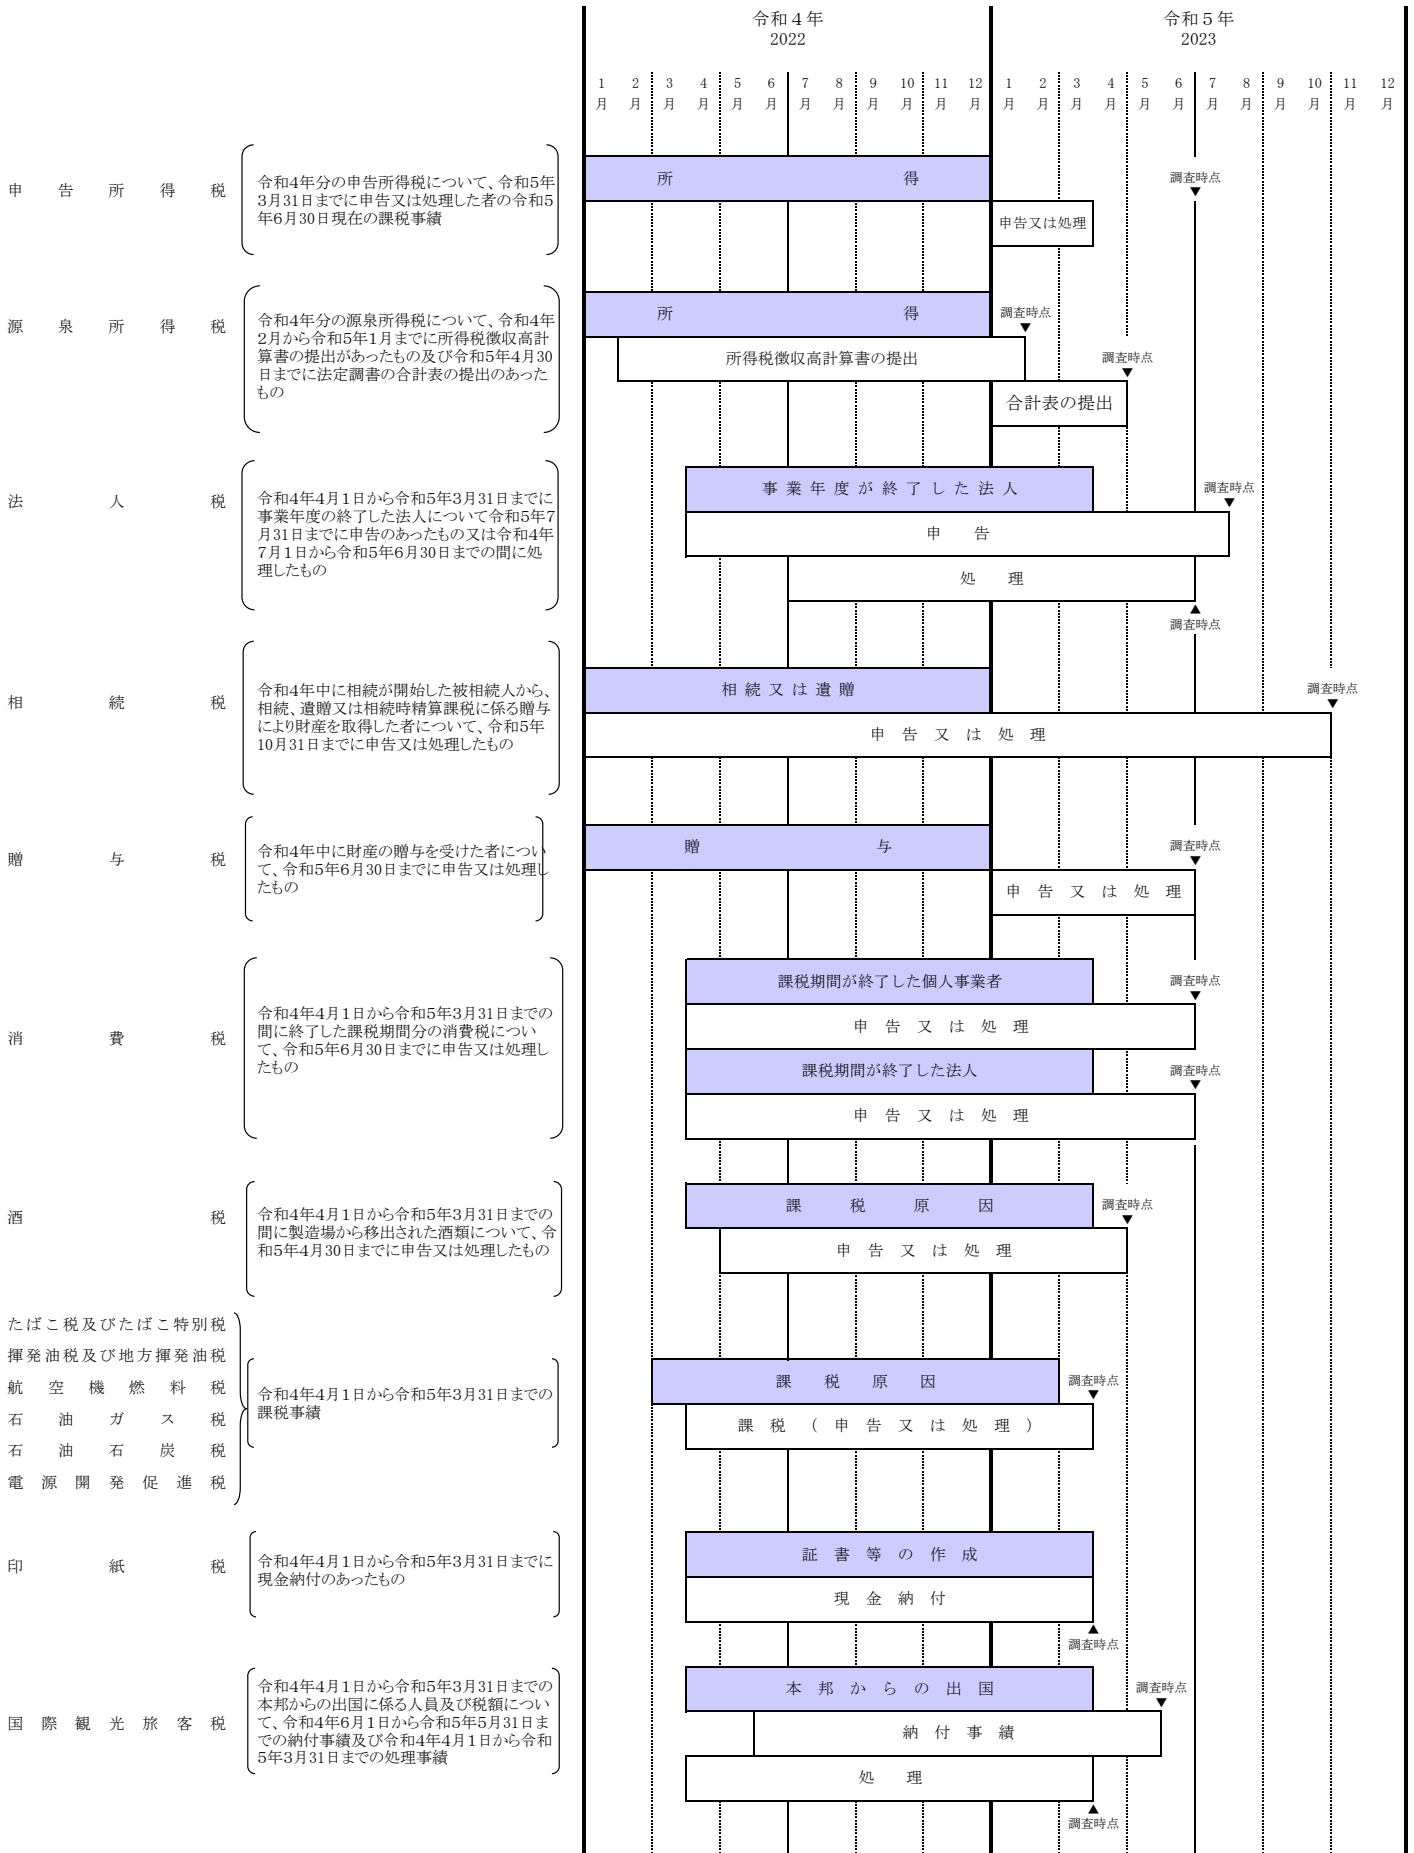 令和４年
2022
令和５年
2023
1 2 3 4 5 6 7 8 9 10 11 12 1 2 3 4 5 6 7 8 9 10 11 12
月 月 月 月 月 月 月 月 月 月 月 月 月 月 月 月 月 月 月 月 月 月 月 月
申告所得税
令和4年分の申告所得税について、令和5年
3月31日までに申告又は処理した者の令和5
年6月30日現在の課税事績
所得
調査時点
▼
申告又は処理
源泉所得税
令和4年分の源泉所得税について、令和4年
2月から令和5年1月までに所得税徴収高計
算書の提出があったもの及び令和5年4月30
日までに法定調書の合計表の提出のあった
もの
所得
調査時点
▼
所得税徴収高計算書の提出
調査時点
▼
合計表の提出
法人税
令和4年4月1日から令和5年3月31日までに
事業年度の終了した法人について令和5年7
月31日までに申告のあったもの又は令和4年
7月1日から令和5年6月30日までの間に処
理したもの
事業年度が終了した法人
調査時点
▼
申告
処理
▲
調査時点
相続税
令和4年中に相続が開始した被相続人から、
相続、遺贈又は相続時精算課税に係る贈与
により財産を取得した者について、令和5年
10月31日までに申告又は処理したもの
相続又は遺贈
調査時点
▼
申告又は処理
贈与税
令和4年中に財産の贈与を受けた者につい
て、令和5年6月30日までに申告又は処理し
たもの
贈与
調査時点
▼
申告又は処理
消費税
令和4年4月1日から令和5年3月31日までの
間に終了した課税期間分の消費税につい
て、令和5年6月30日までに申告又は処理し
たもの
課税期間が終了した個人事業者
調査時点
▼
申告又は処理
課税期間が終了した法人
調査時点
▼
申告又は処理
酒税
令和4年4月1日から令和5年3月31日までの
間に製造場から移出された酒類について、令
和5年4月30日までに申告又は処理したもの
課税原因
調査時点
▼
申告又は処理
たばこ税及びたばこ特別税
揮発油税及び地方揮発油税
航空機燃料税
石油ガス税
石油石炭税
電源開発促進税
令和4年4月1日から令和5年3月31日までの
課税事績
課税原因
調査時点
▼
課税（申告又は処理）
印紙税
令和4年4月1日から令和5年3月31日までに
現金納付のあったもの
証書等の作成
現金納付
▲
調査時点
国際観光旅客税
令和4年4月1日から令和5年3月31日までの
本邦からの出国に係る人員及び税額につい
て、令和4年6月1日から令和5年5月31日ま
での納付事績及び令和4年4月1日から令和
5年3月31日までの処理事績
本邦からの出国
調査時点
▼
納付事績
処理
▲
調査時点